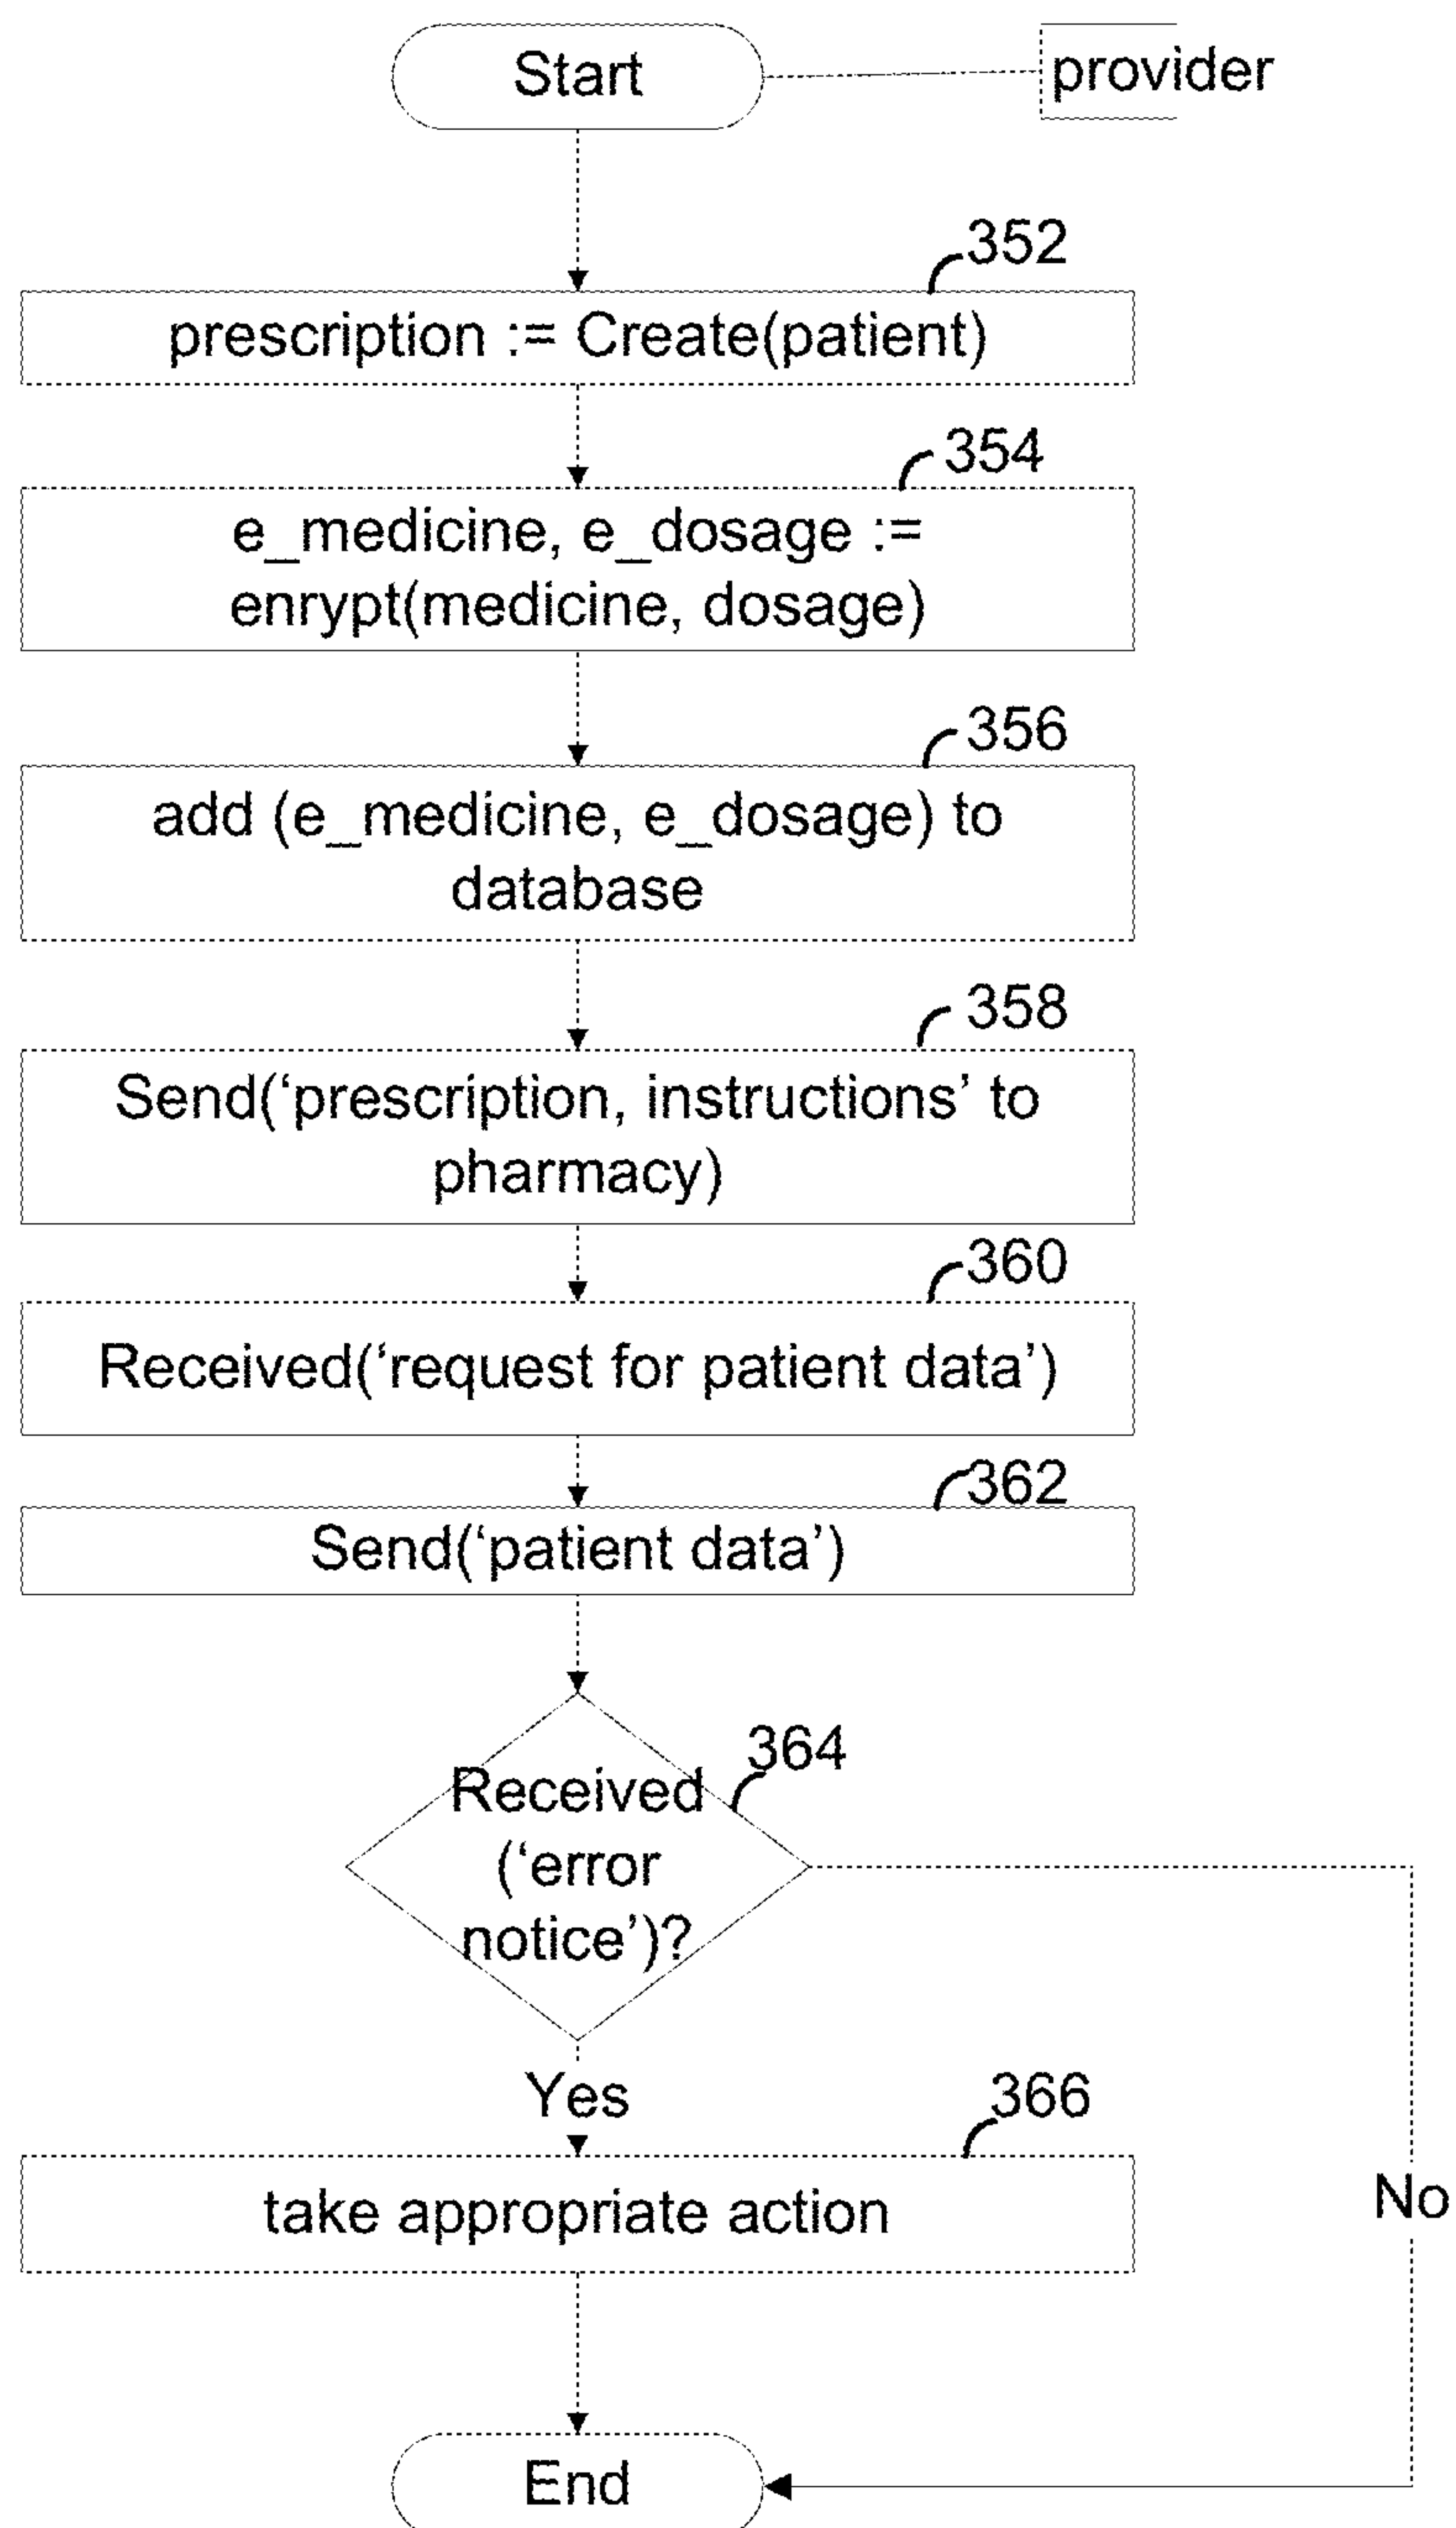 Start
provider
352
prescription := Create(patient)
354
e_medicine, e_dosage :=
enrypt(medicine, dosage)
356
add (e_medicine, e_dosage) to
database
358
Send(‘prescription, instructions’ to
pharmacy)
360
Received(‘request for patient data’)
362
Send(‘patient data’)
364
Received
(‘error
notice’)?
Yes
366
take appropriate action
No
End